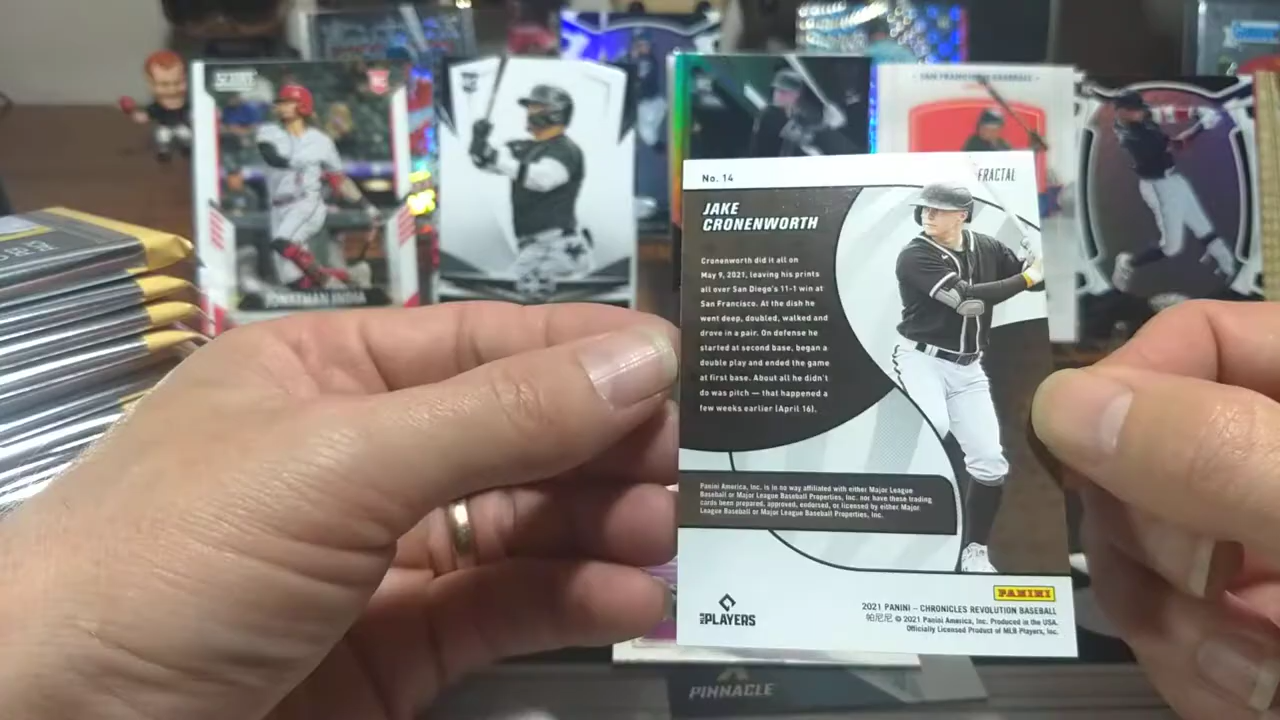 SCORE
RC
JONATHAN INDIA
SAN FRANCISCO BASEBALL
No. 14
FRACTAL
JAKE
CRONENWORTH
Cronenworth did it all on
May 9, 2021, leaving his prints
all over San Diego's 11-1 win at
San Francisco. At the dish he
went deep, doubled, walked and
drove in a pair. On defense he
started at second base, began a
double play and ended the game
at first base. About all he didn't
do was pitch — that happened a
few weeks earlier (April 16).
Panini America, Inc. is in no way affiliated with either Major League
Baseball or Major League Baseball Properties, Inc. nor have these trading
cards been prepared, approved, endorsed, or licensed by either Major
League Baseball or Major League Baseball Properties, Inc.
PANINI
MLB PLAYERS
2021 PANINI – CHRONICLES REVOLUTION BASEBALL
帕尼尼 © 2021 Panini America, Inc. Produced in the USA.
Officially Licensed Product of MLB Players, Inc.
PINNACLE